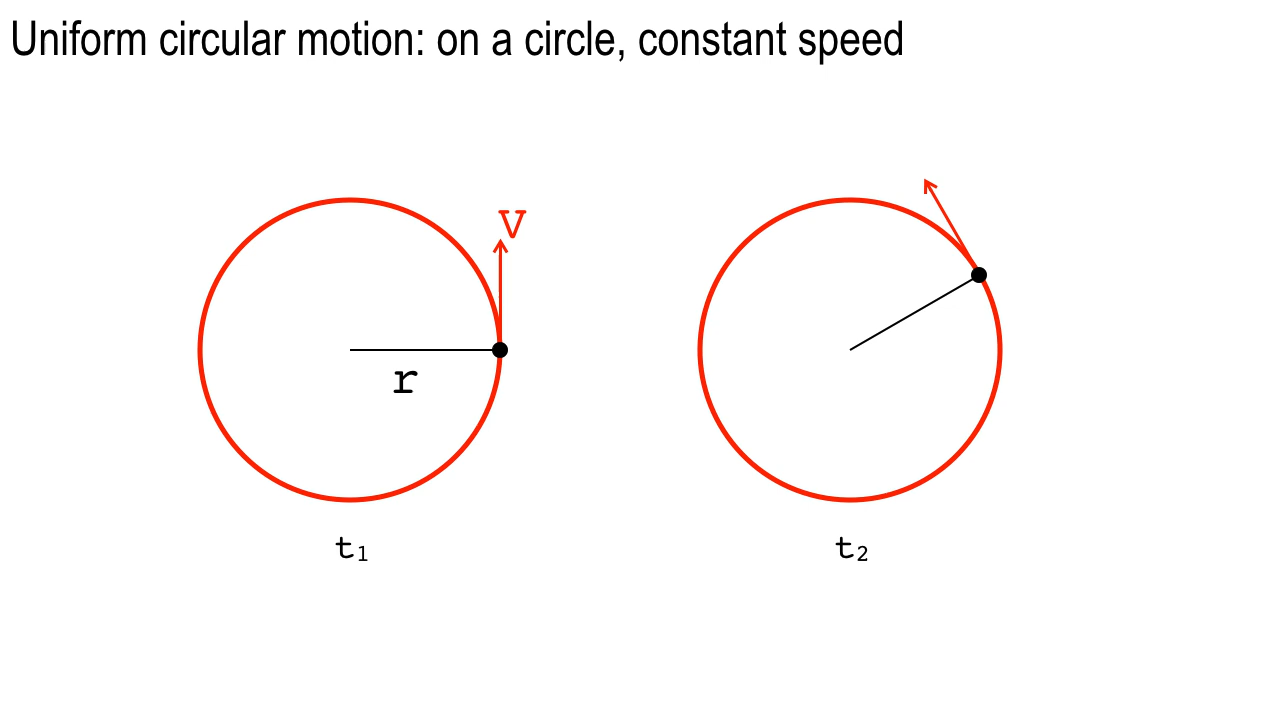 Uniform circular motion: on a circle, constant speed
v
r
t₁
t₂